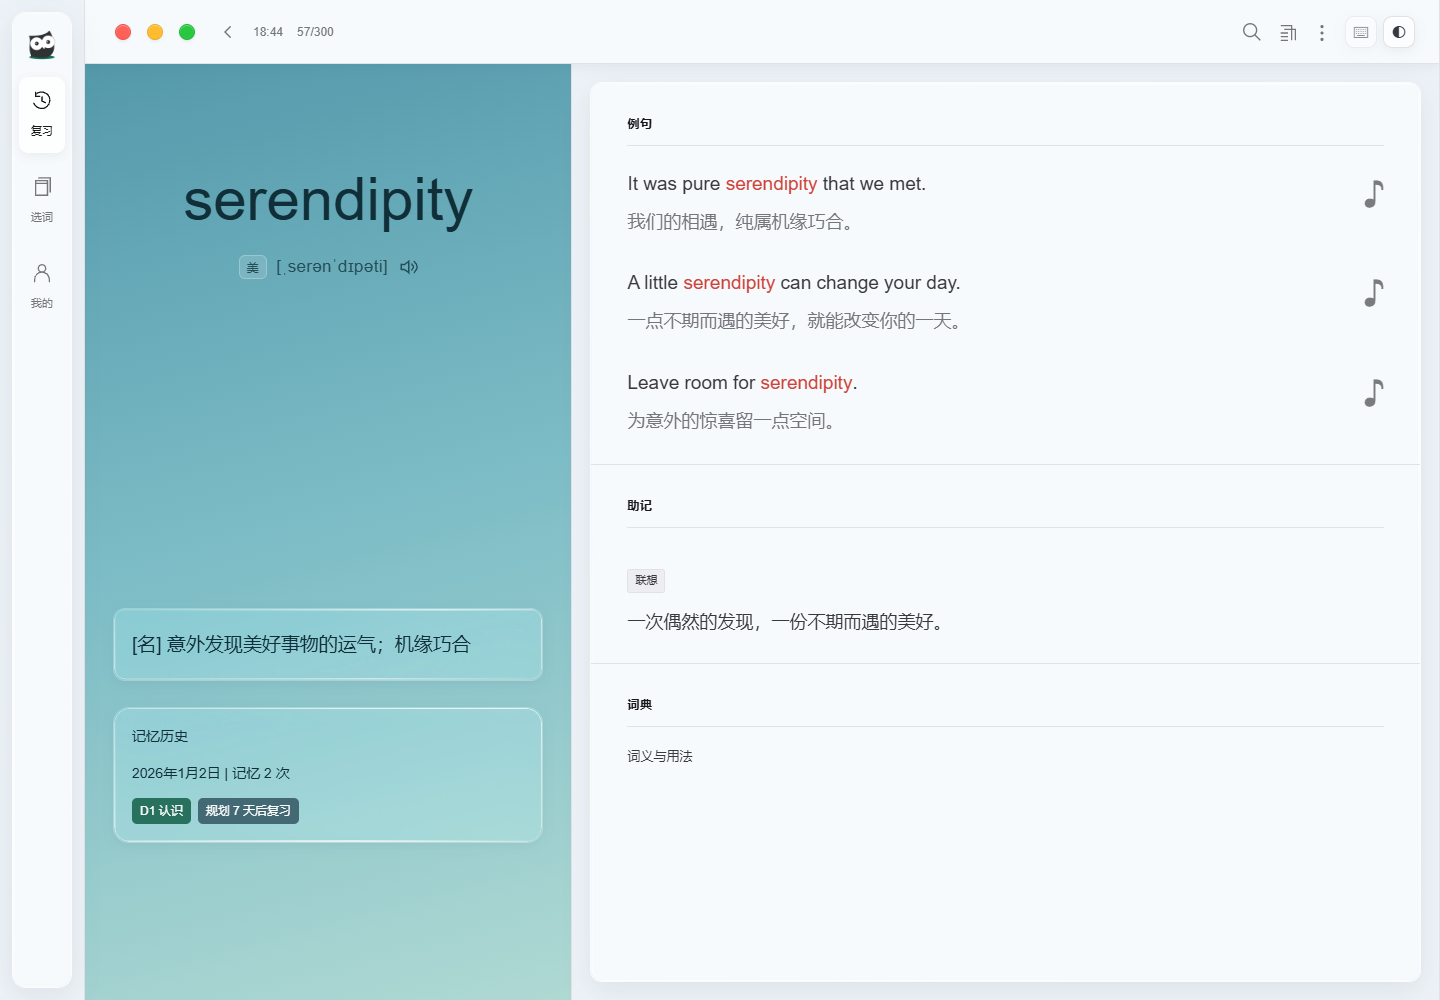 18:44 57/300
复习
选词
我的
serendipity
美 [ˌserənˈdɪpəti]
[名] 意外发现美好事物的运气；机缘巧合
记忆历史
2026年1月2日 | 记忆 2 次
D1 认识 规划 7 天后复习
例句
It was pure serendipity that we met.
我们的相遇，纯属机缘巧合。
A little serendipity can change your day.
一点不期而遇的美好，就能改变你的一天。
Leave room for serendipity.
为意外的惊喜留一点空间。
助记
联想
一次偶然的发现，一份不期而遇的美好。
词典
词义与用法